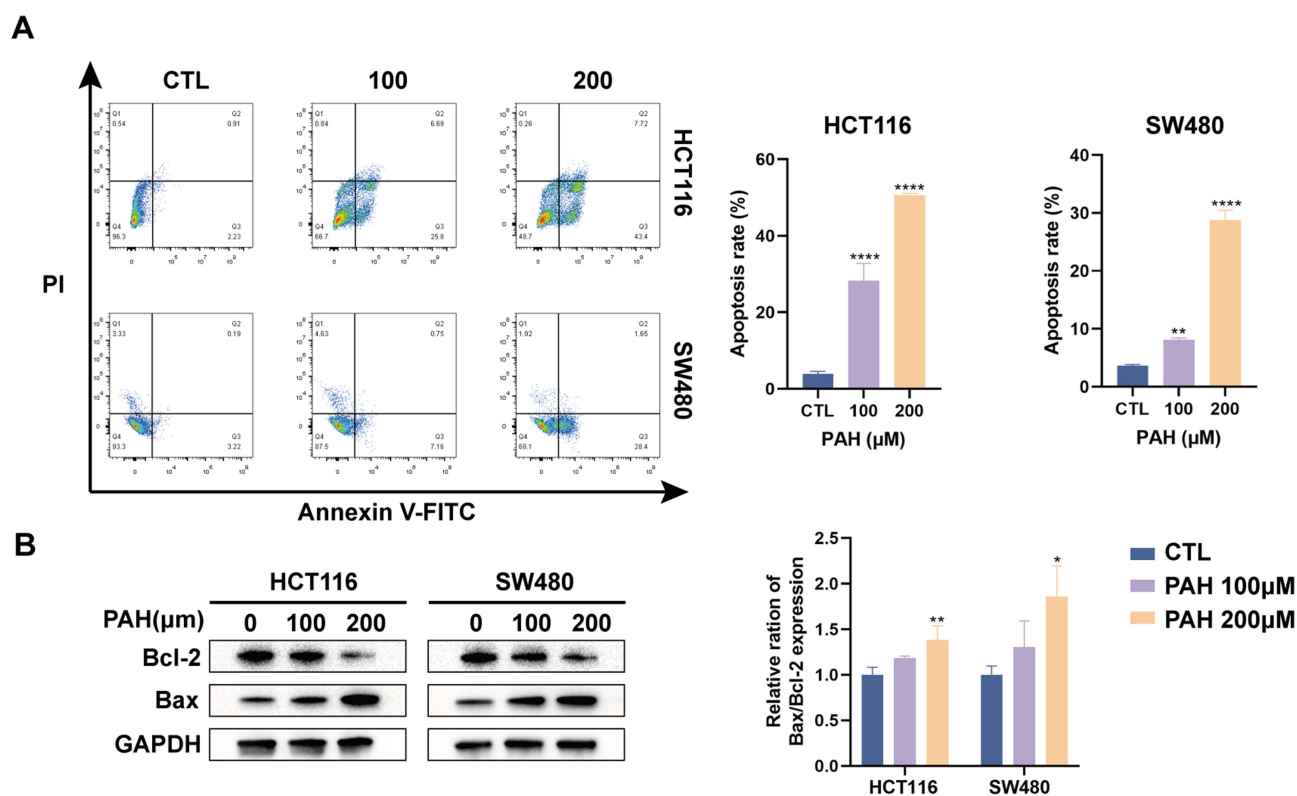 A
CTL 100 200
Q1 0.54 Q2 0.91 Q3 2.23 Q4 96.3
Q1 0.84 Q2 6.69 Q3 25.8 Q4 66.7
Q1 0.26 Q2 7.72 Q3 43.4 Q4 48.7
HCT116
PI
Q1 3.33 Q2 0.19 Q3 3.22 Q4 93.3
Q1 4.63 Q2 0.75 Q3 7.16 Q4 87.5
Q1 1.92 Q2 1.65 Q3 28.4 Q4 68.1
SW480
Annexin V-FITC
HCT116
Apoptosis rate (%)
60
40
20
0
****
****
CTL 100 200
PAH (μM)
SW480
Apoptosis rate (%)
40
30
20
10
0
**
****
CTL 100 200
PAH (μM)
B
HCT116 SW480
PAH(μm) 0 100 200 0 100 200
Bcl-2
Bax
GAPDH
Relative ration of
Bax/Bcl-2 expression
2.5
2.0
1.5
1.0
0.5
0.0
**
*
HCT116 SW480
CTL
PAH 100μM
PAH 200μM